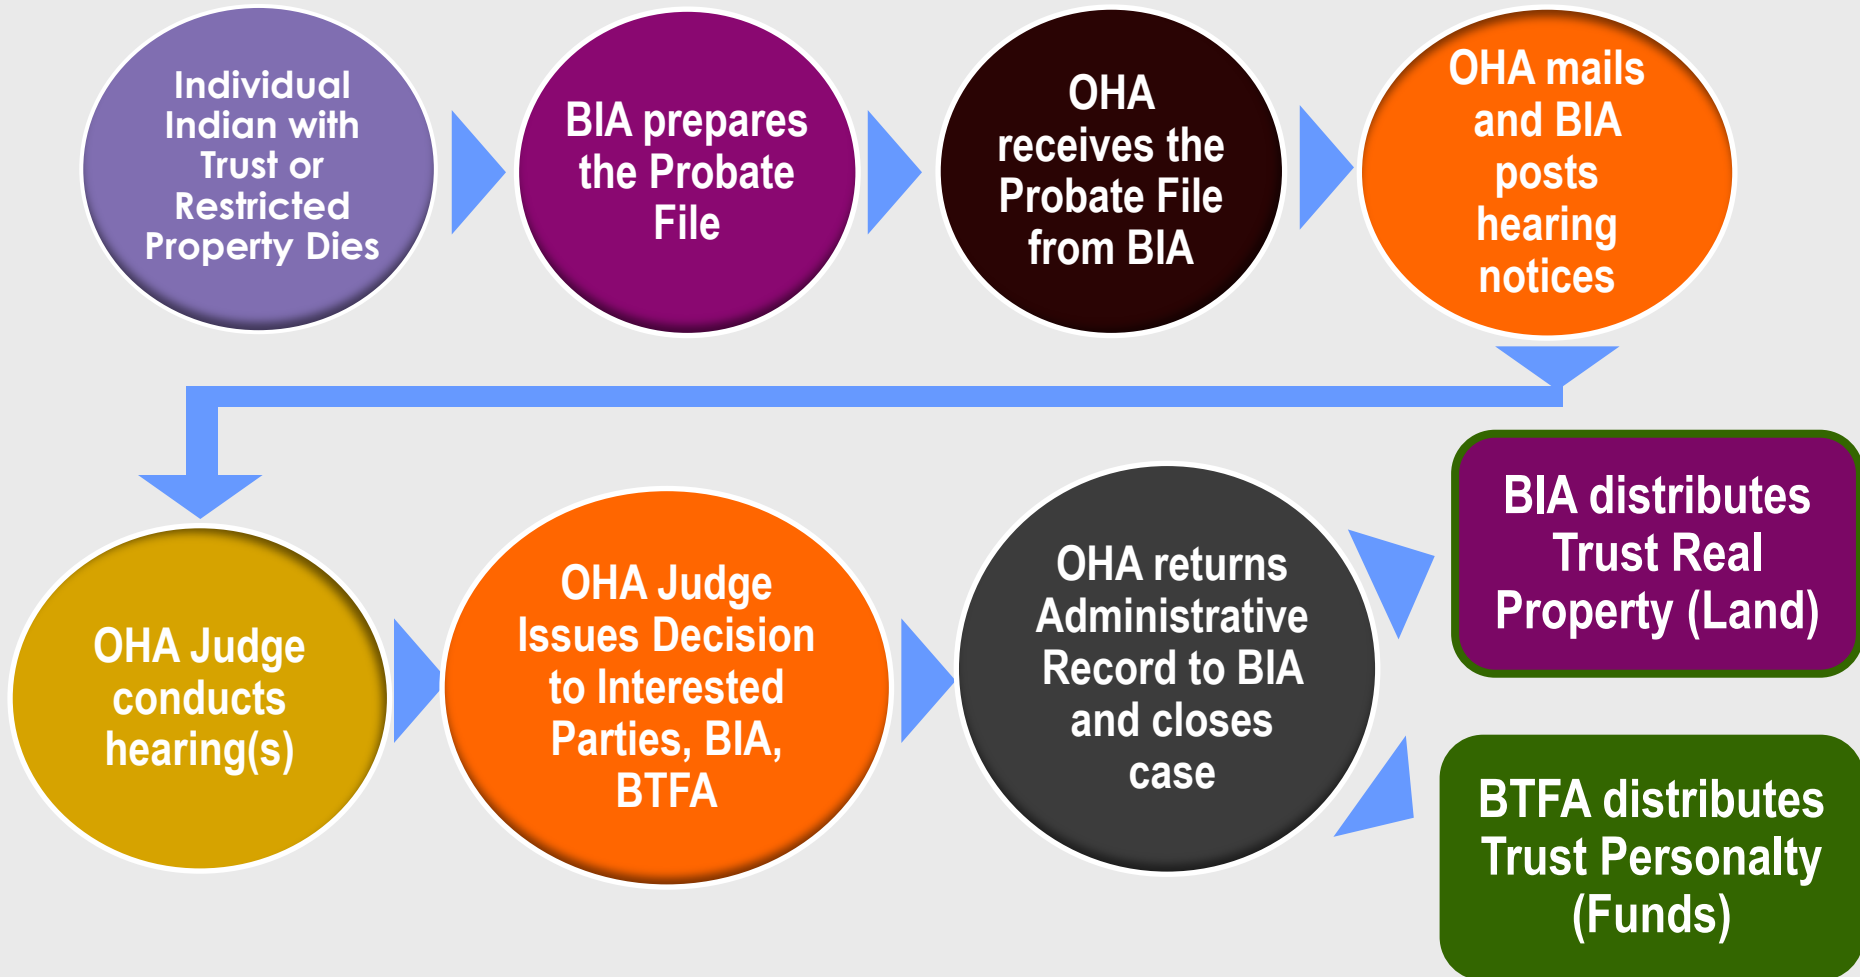 Individual
Indian with
Trust or
Restricted
Property Dies
BIA prepares
the Probate
File
OHA
receives the
Probate File
from BIA
OHA mails
and BIA
posts
hearing
notices
OHA Judge
conducts
hearing(s)
OHA Judge
Issues Decision
to Interested
Parties, BIA,
BTFA
OHA returns
Administrative
Record to BIA
and closes
case
BIA distributes
Trust Real
Property (Land)
BTFA distributes
Trust Personalty
(Funds)